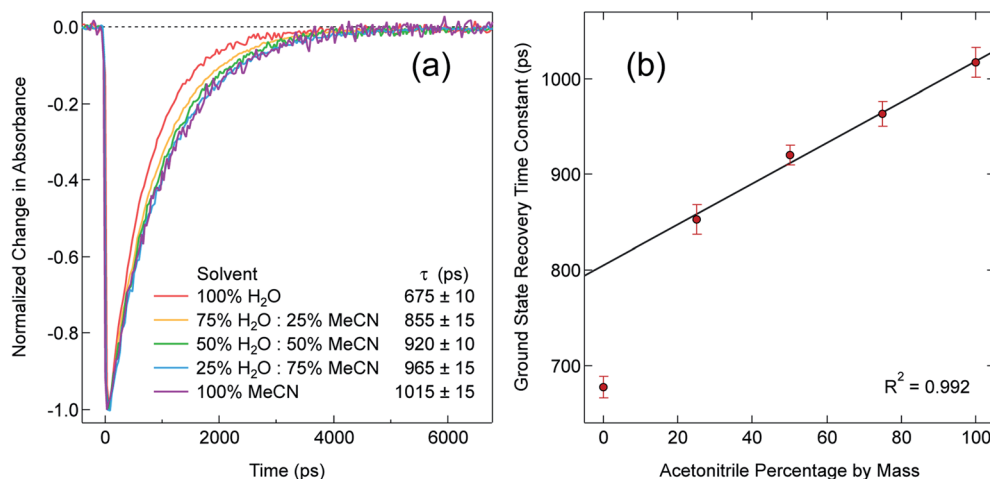 (a)
Normalized Change in Absorbance
0.0
-0.2
-0.4
-0.6
-0.8
-1.0
Solvent τ (ps)
100% H₂O 675 ± 10
75% H₂O : 25% MeCN 855 ± 15
50% H₂O : 50% MeCN 920 ± 10
25% H₂O : 75% MeCN 965 ± 15
100% MeCN 1015 ± 15
0 2000 4000 6000
Time (ps)
(b)
Ground State Recovery Time Constant (ps)
1000
900
800
700
R² = 0.992
0 20 40 60 80 100
Acetonitrile Percentage by Mass